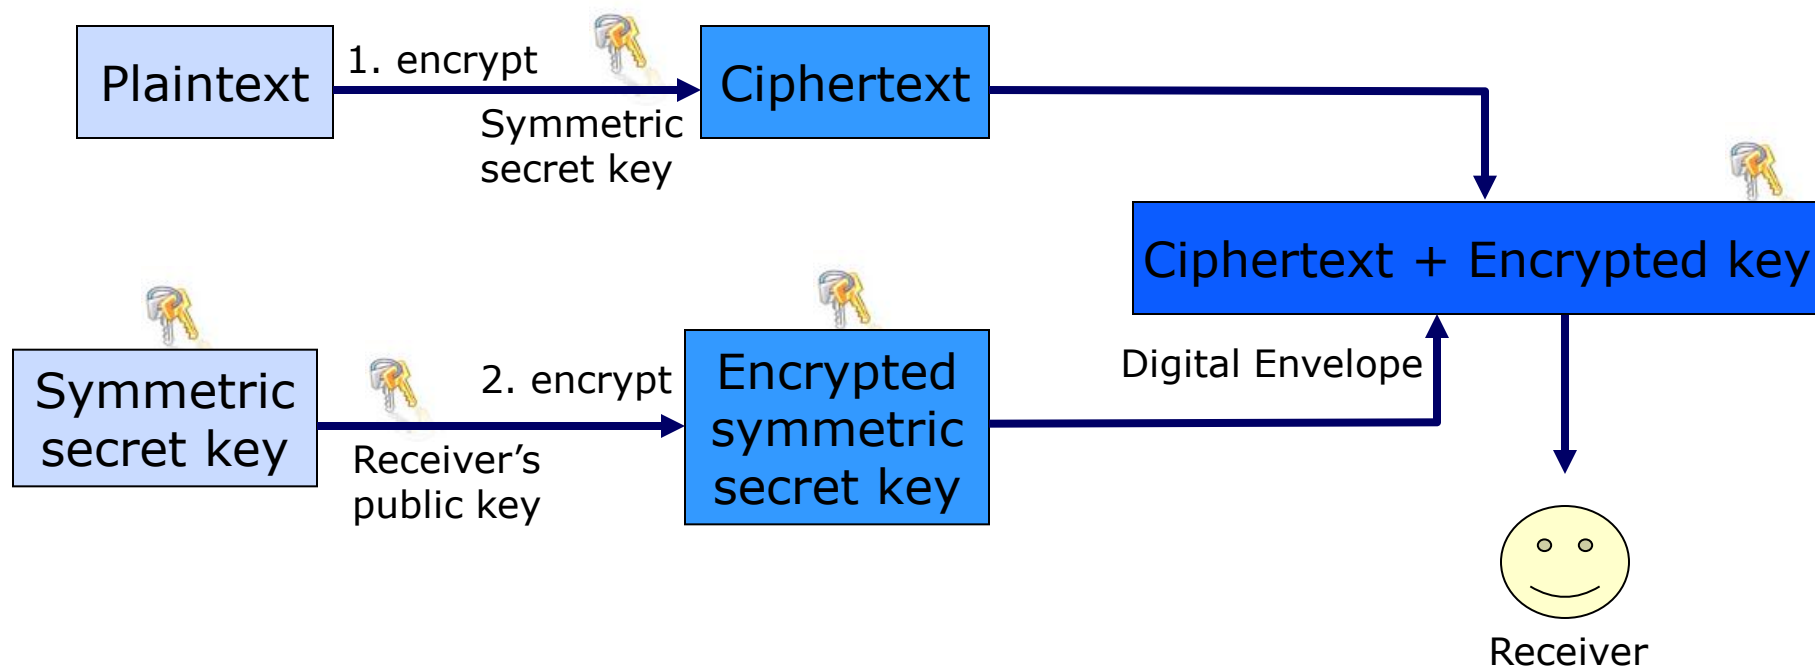 Plaintext
1. encrypt
Symmetric
secret key
Ciphertext
Ciphertext + Encrypted key
Symmetric
secret key
2. encrypt
Receiver’s
public key
Encrypted
symmetric
secret key
Digital Envelope
Receiver